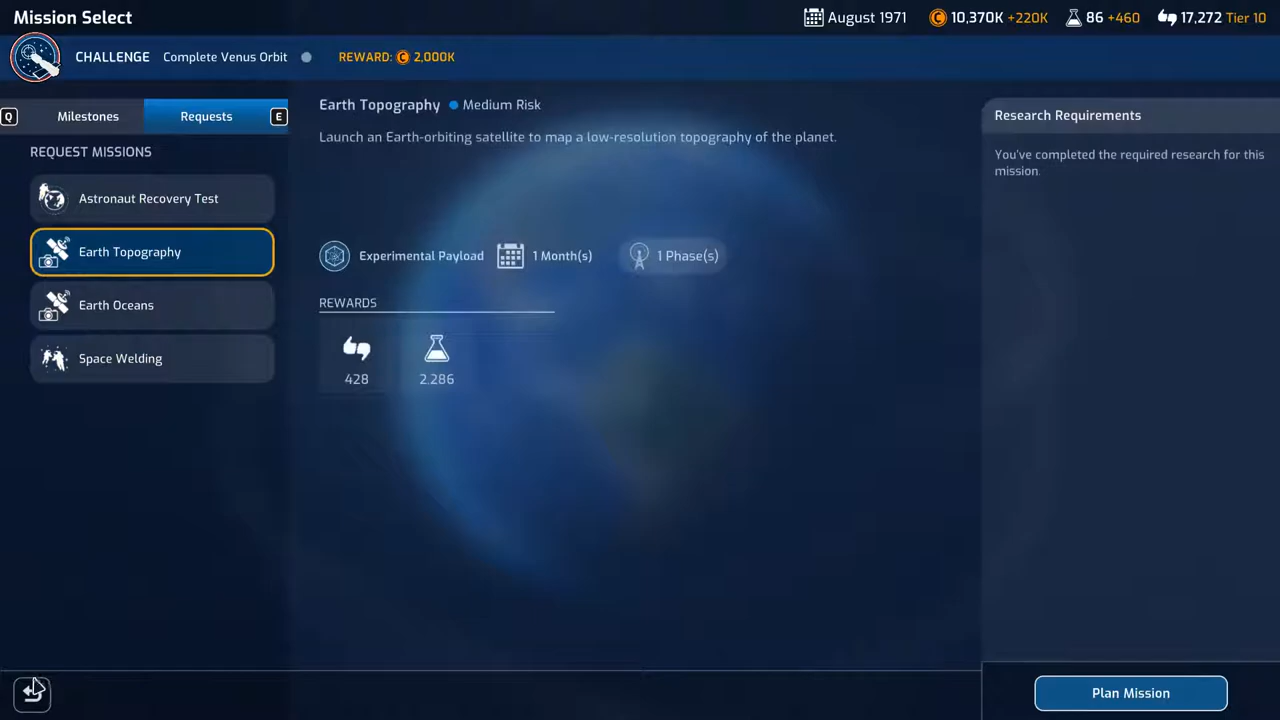 Mission Select
August 1971
10,370K +220K
86 +460
17,272 Tier 10
CHALLENGE Complete Venus Orbit
REWARD: C 2,000K
Q
Milestones
Requests
E
REQUEST MISSIONS
Astronaut Recovery Test
Earth Topography
Earth Oceans
Space Welding
Earth Topography
Medium Risk
Launch an Earth-orbiting satellite to map a low-resolution topography of the planet.
Experimental Payload
1 Month(s)
1 Phase(s)
REWARDS
428
2.286
Research Requirements
You've completed the required research for this
mission.
Plan Mission